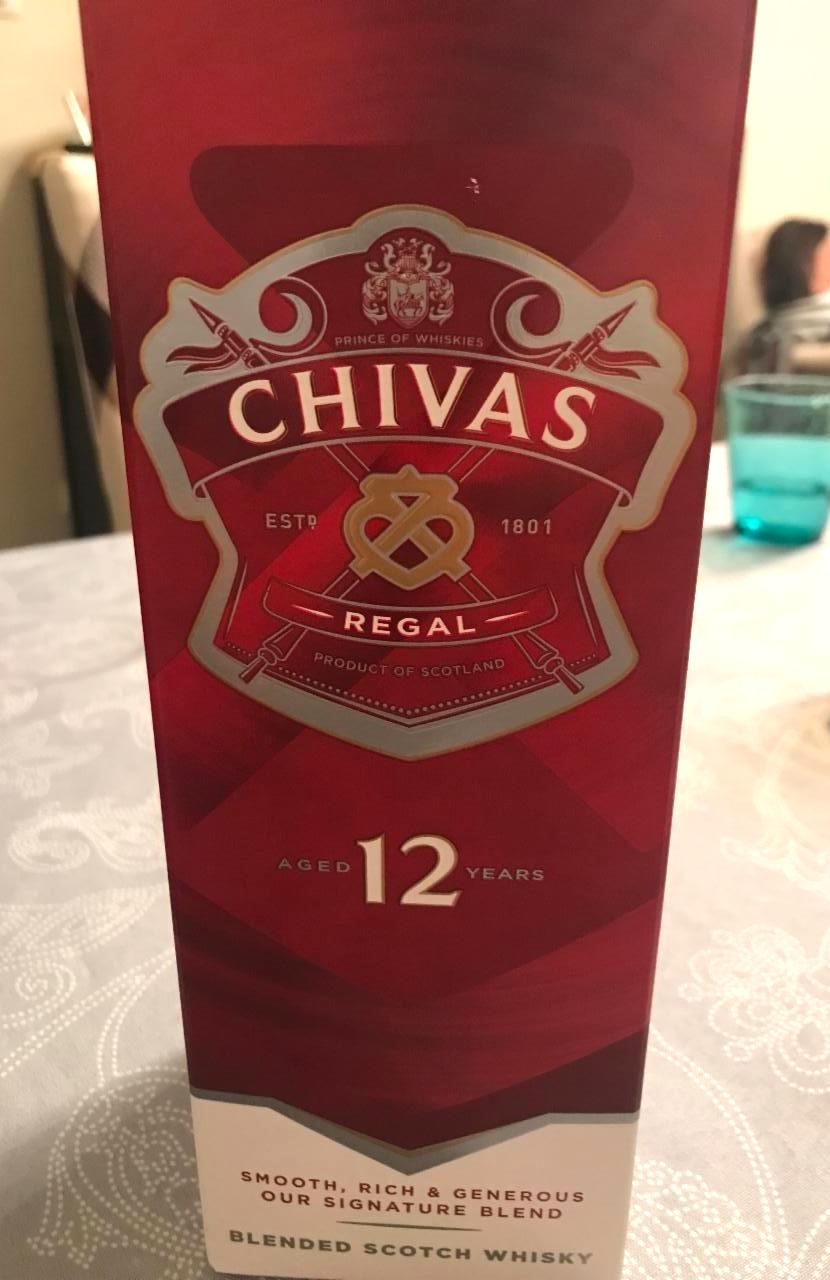 PRINCE OF WHISKIES
CHIVAS
ESTD 1801
REGAL
PRODUCT OF SCOTLAND
AGED 12 YEARS
SMOOTH, RICH & GENEROUS
OUR SIGNATURE BLEND
BLENDED SCOTCH WHISKY